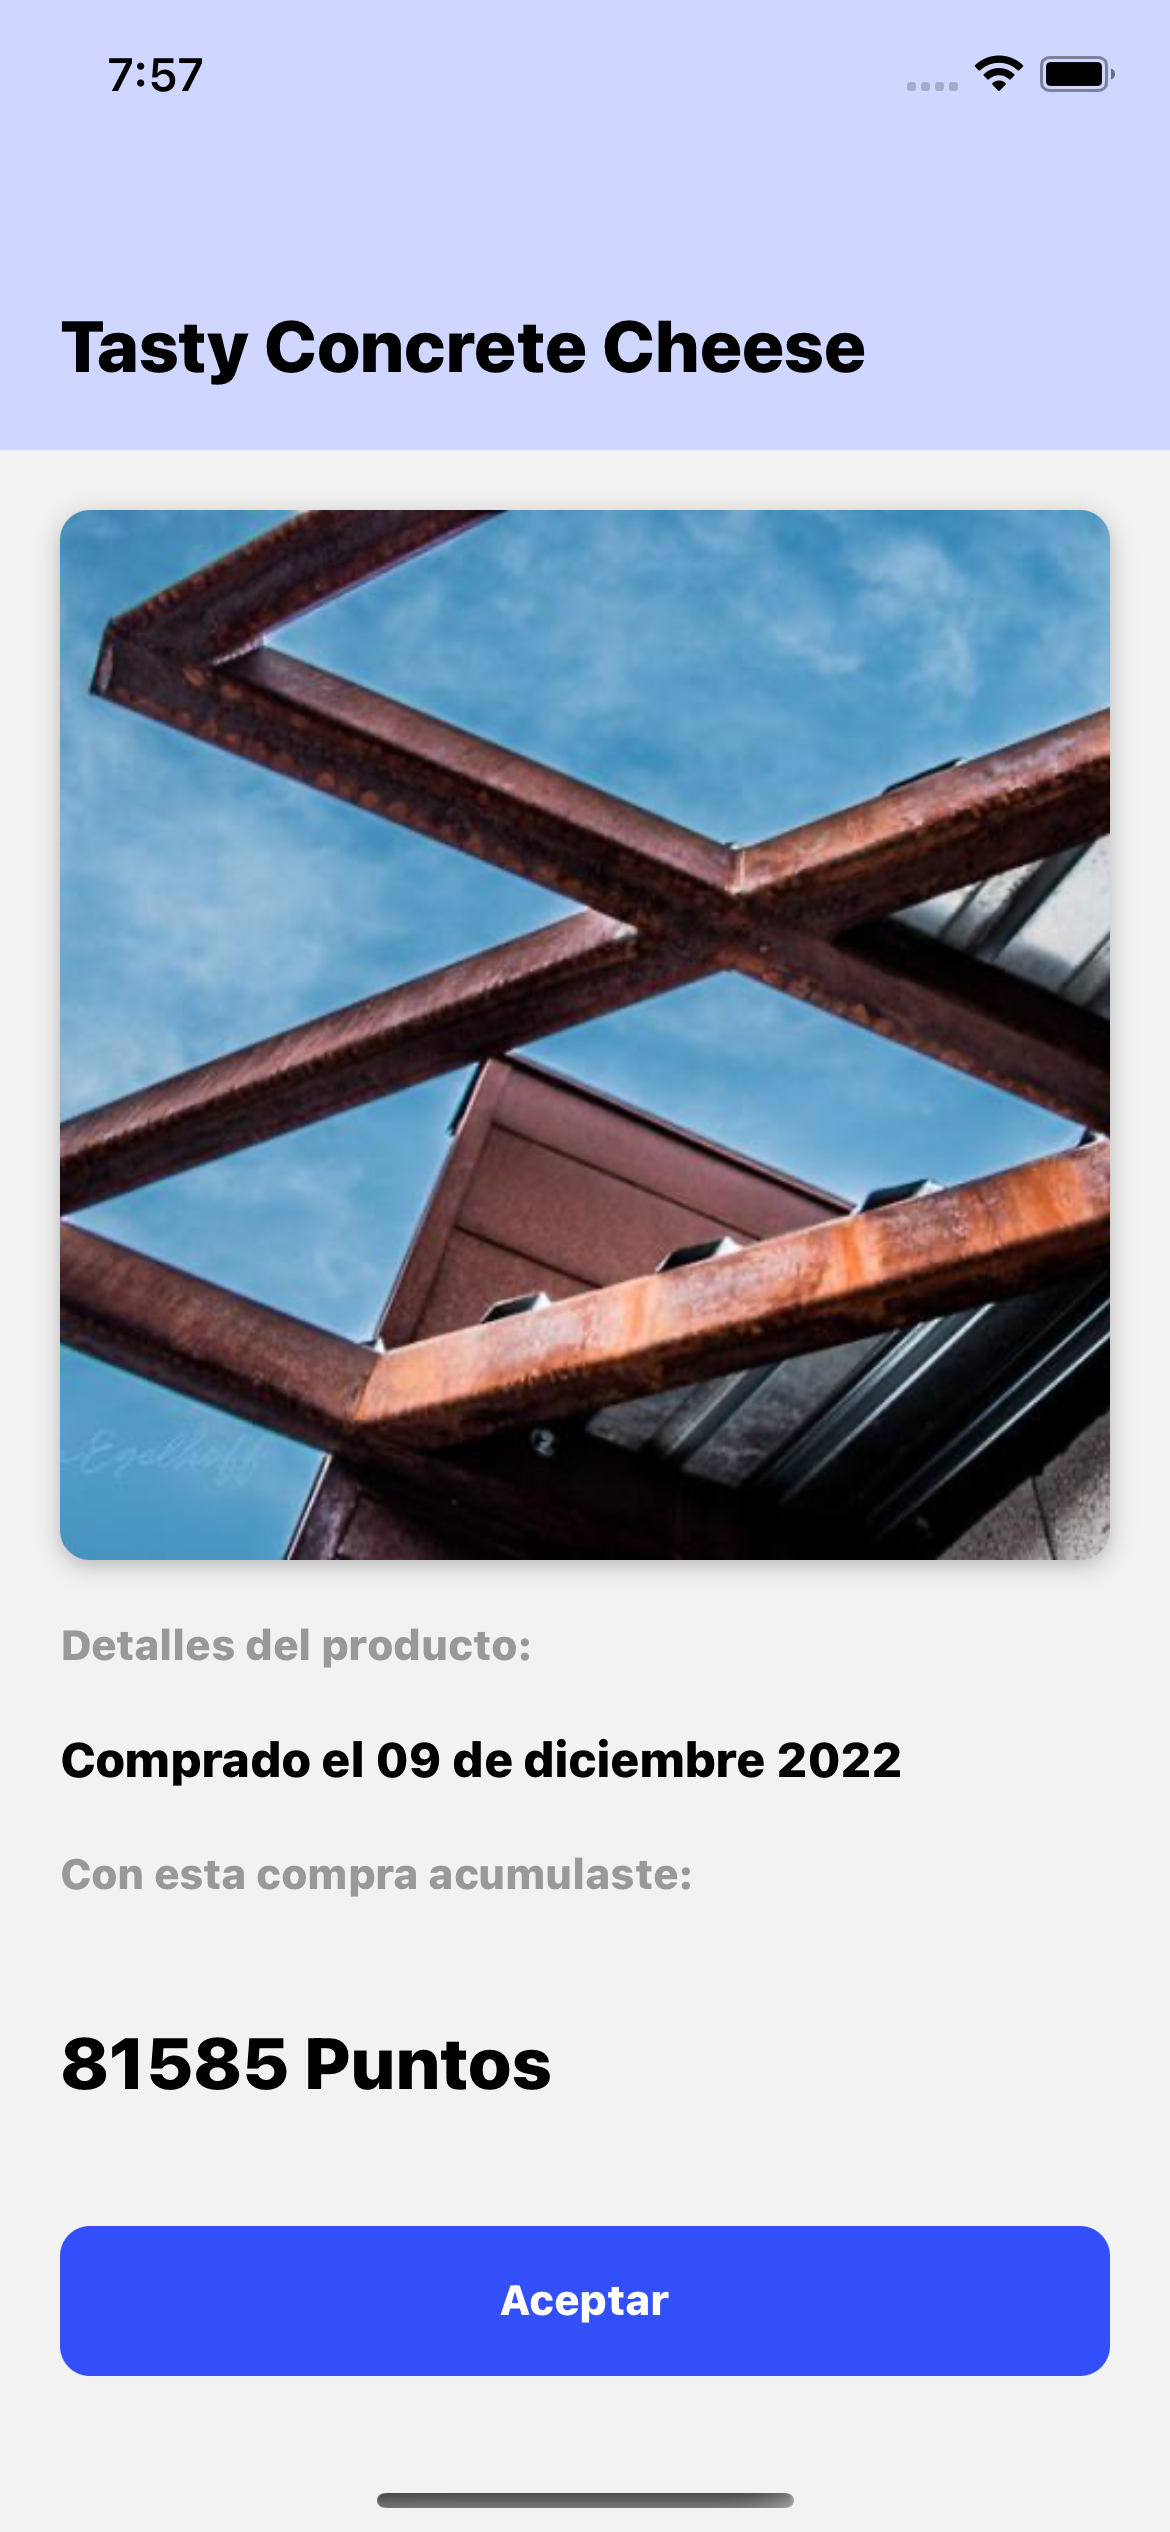 7:57
Tasty Concrete Cheese
Egelhoff
Detalles del producto:
Comprado el 09 de diciembre 2022
Con esta compra acumulaste:
81585 Puntos
Aceptar